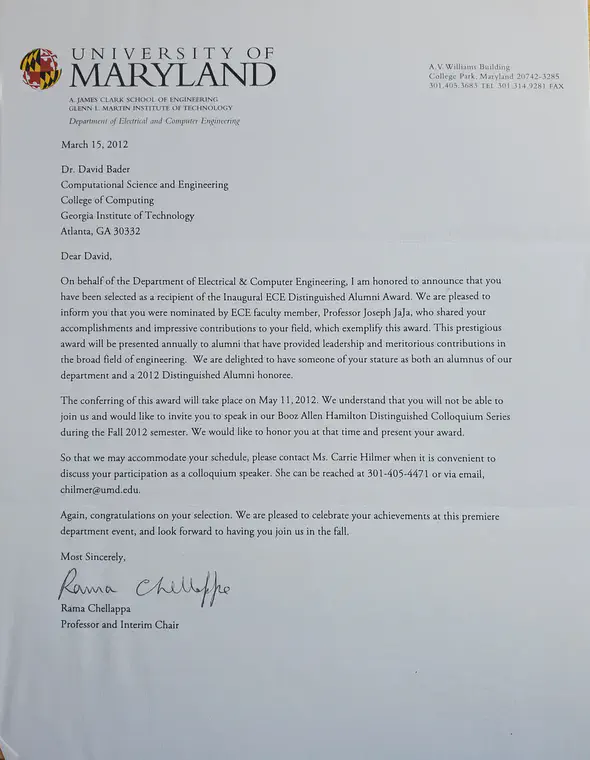 UNIVERSITY OF
MARYLAND
A. JAMES CLARK SCHOOL OF ENGINEERING
GLENN L. MARTIN INSTITUTE OF TECHNOLOGY
Department of Electrical and Computer Engineering
A.V. Williams Building
College Park, Maryland 20742-3285
301.405.3683 TEL 301.314.9281 FAX
March 15, 2012
Dr. David Bader
Computational Science and Engineering
College of Computing
Georgia Institute of Technology
Atlanta, GA 30332
Dear David,
On behalf of the Department of Electrical & Computer Engineering, I am honored to announce that you
have been selected as a recipient of the Inaugural ECE Distinguished Alumni Award. We are pleased to
inform you that you were nominated by ECE faculty member, Professor Joseph JaJa, who shared your
accomplishments and impressive contributions to your field, which exemplify this award. This prestigious
award will be presented annually to alumni that have provided leadership and meritorious contributions in
the broad field of engineering. We are delighted to have someone of your stature as both an alumnus of our
department and a 2012 Distinguished Alumni honoree.
The conferring of this award will take place on May 11, 2012. We understand that you will not be able to
join us and would like to invite you to speak in our Booz Allen Hamilton Distinguished Colloquium Series
during the Fall 2012 semester. We would like to honor you at that time and present your award.
So that we may accommodate your schedule, please contact Ms. Carrie Hilmer when it is convenient to
discuss your participation as a colloquium speaker. She can be reached at 301-405-4471 or via email,
chilmer@umd.edu.
Again, congratulations on your selection. We are pleased to celebrate your achievements at this premiere
department event, and look forward to having you join us in the fall.
Most Sincerely,
Rama Chellappa
Rama Chellappa
Professor and Interim Chair